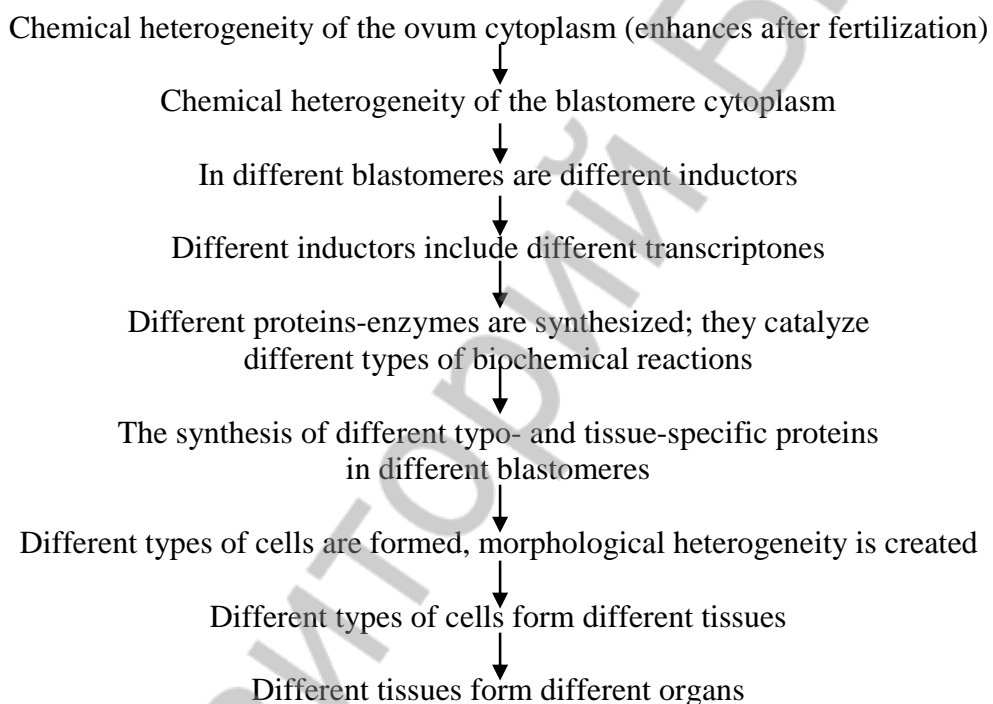 Chemical heterogeneity of the ovum cytoplasm (enhances after fertilization)
Chemical heterogeneity of the blastomere cytoplasm
In different blastomeres are different inductors
Different inductors include different transcriptones
Different proteins-enzymes are synthesized; they catalyze
different types of biochemical reactions
The synthesis of different typo- and tissue-specific proteins
in different blastomeres
Different types of cells are formed, morphological heterogeneity is created
Different types of cells form different tissues
Different tissues form different organs